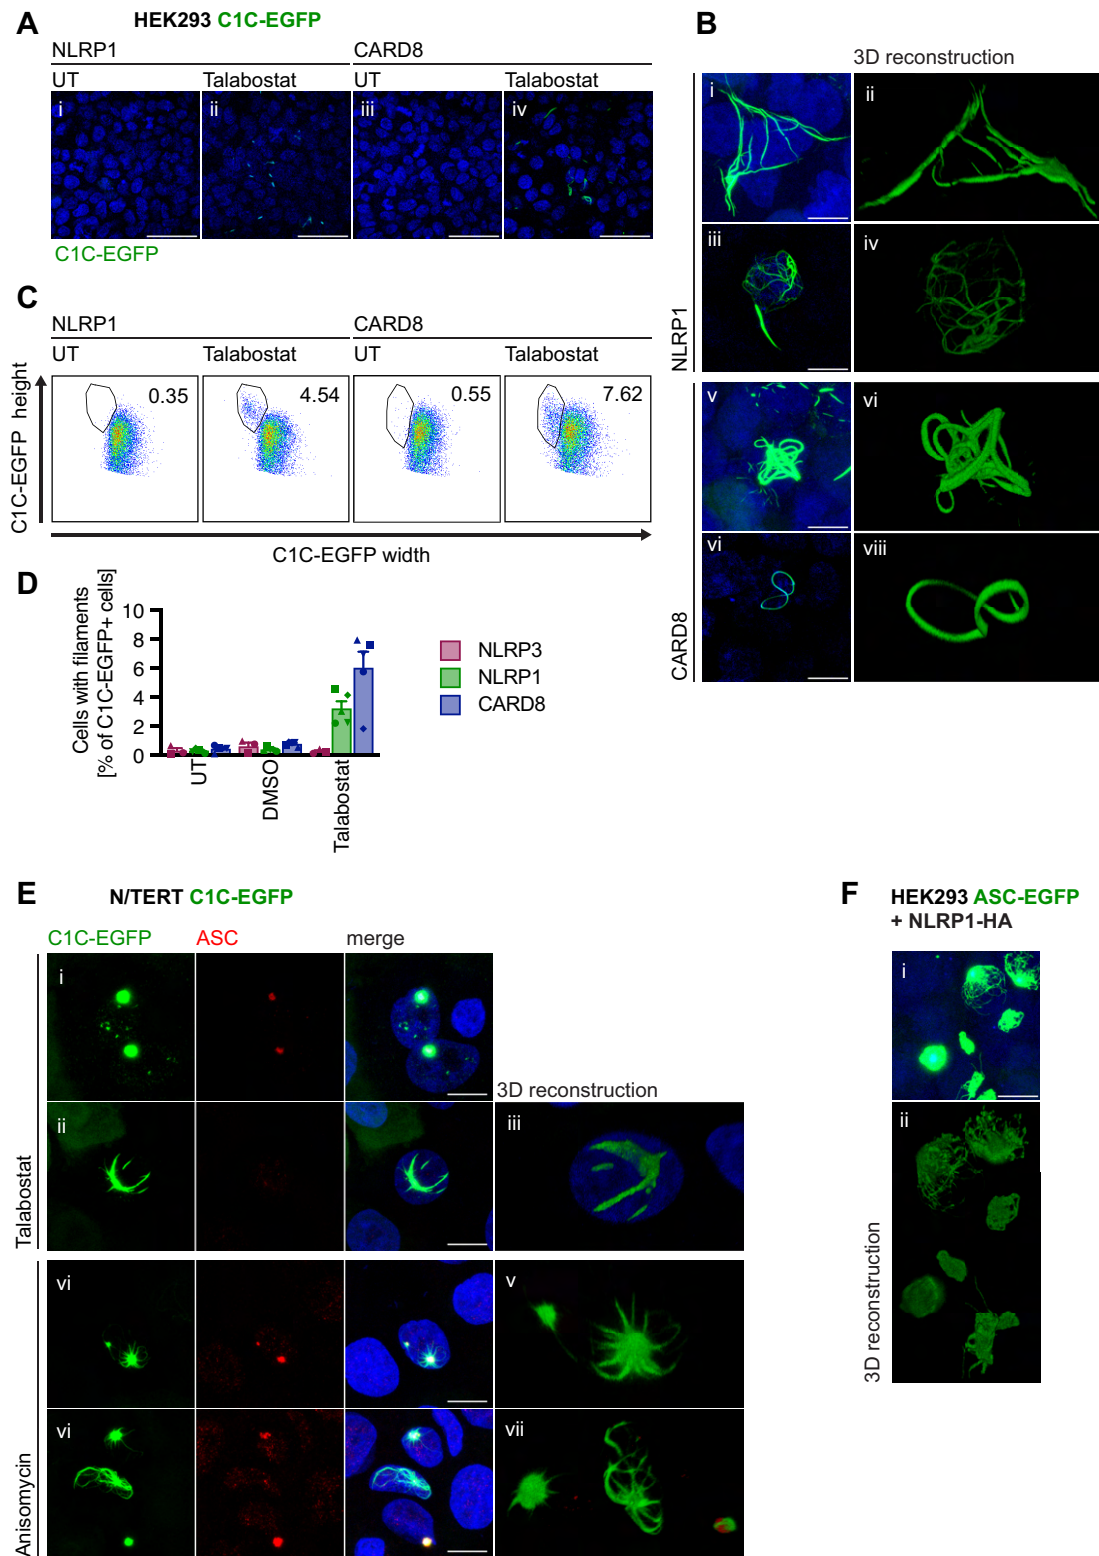 A
HEK293 C1C-EGFP
NLRP1
CARD8
UT
Talabostat
UT
Talabostat
i
ii
iii
iv
C1C-EGFP
B
3D reconstruction
i
ii
iii
iv
NLRP1
v
vi
vi
viii
CARD8
C
NLRP1
CARD8
UT
Talabostat
UT
Talabostat
C1C-EGFP height
0.35
4.54
0.55
7.62
C1C-EGFP width
D
Cells with filaments
[% of C1C-EGFP+ cells]
10
8
6
4
2
0
UT
DMSO
Talabostat
NLRP3
NLRP1
CARD8
E
N/TERT C1C-EGFP
C1C-EGFP
ASC
merge
i
3D reconstruction
ii
iii
Talabostat
vi
v
vi
vii
Anisomycin
F
HEK293 ASC-EGFP
+ NLRP1-HA
i
ii
3D reconstruction